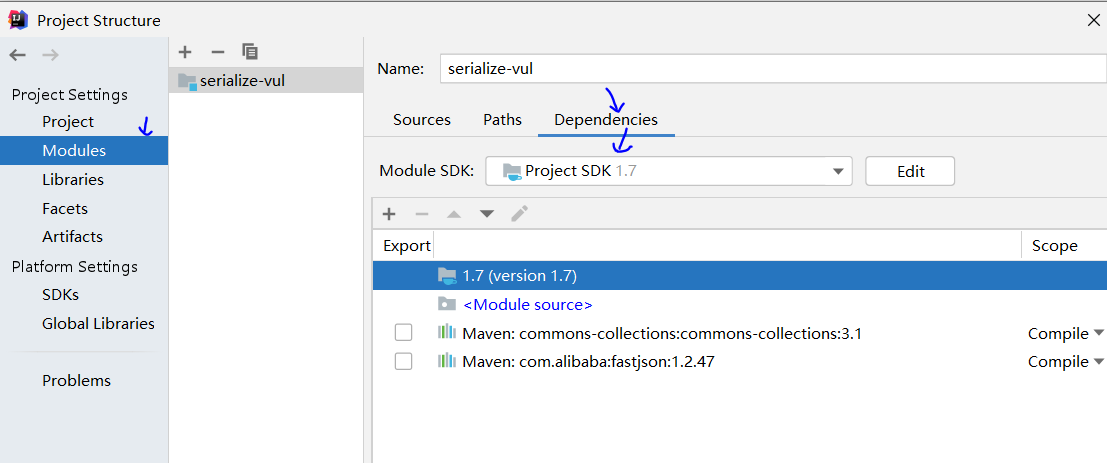 Project Structure
Project Settings
Project
Modules
Libraries
Facets
Artifacts
Platform Settings
SDKs
Global Libraries
Problems
serialize-vul
Name: serialize-vul
Sources Paths Dependencies
Module SDK: Project SDK 1.7 Edit
Export Scope
1.7 (version 1.7)
<Module source>
Maven: commons-collections:commons-collections:3.1 Compile
Maven: com.alibaba:fastjson:1.2.47 Compile